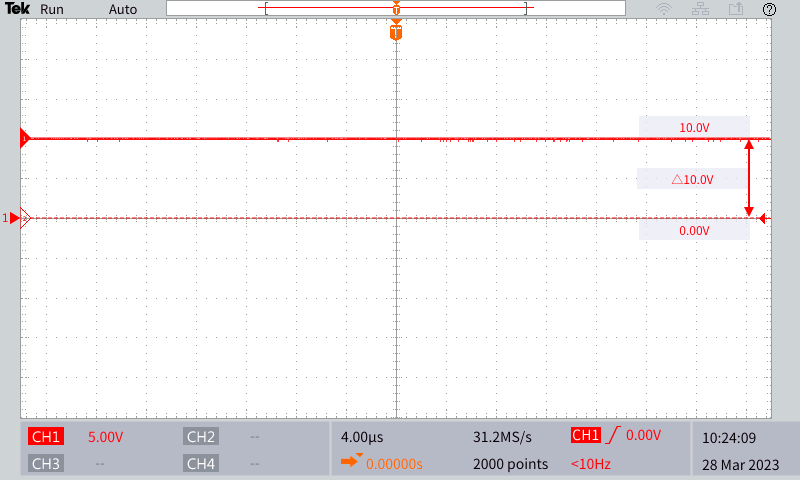 Tek Run Auto
T
T
10.0V
△10.0V
1
0.00V
CH1 5.00V CH2 -- 4.00µs 31.2MS/s CH1 0.00V 10:24:09
CH3 -- CH4 -- 0.00000s 2000 points <10Hz 28 Mar 2023